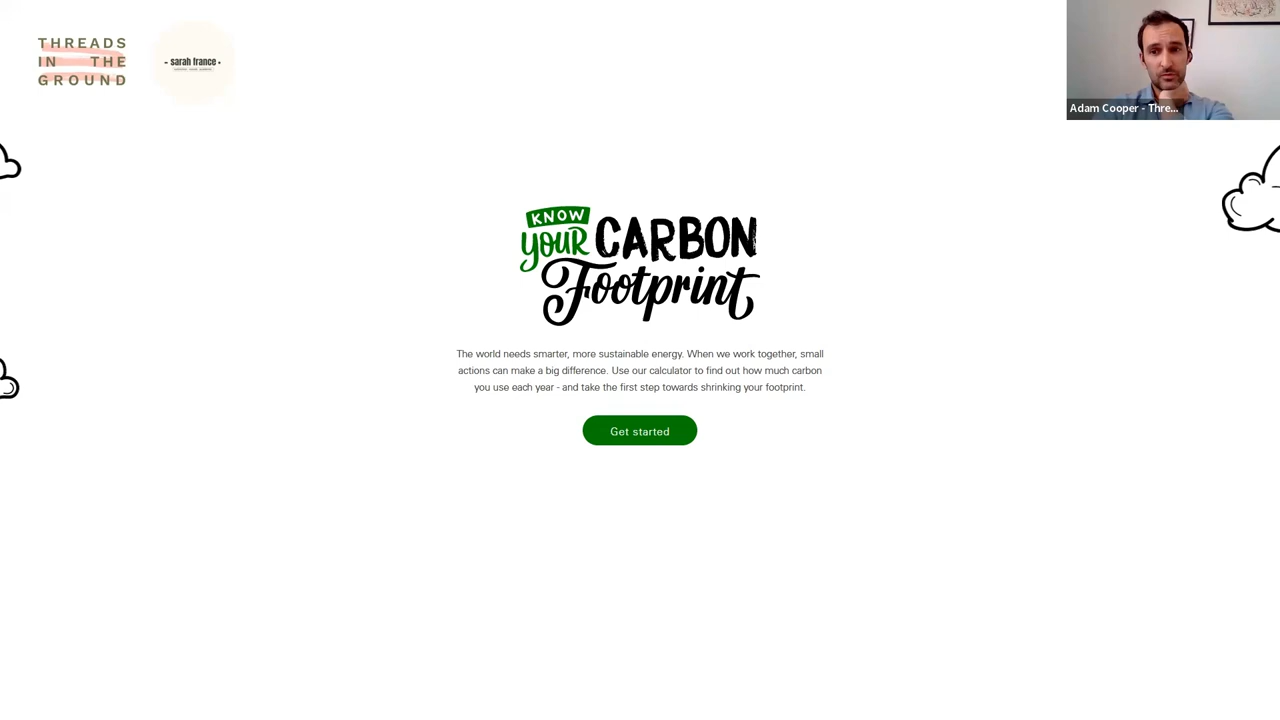 THREADS
IN THE
GROUND
sarah france
Adam Cooper - Thre...
KNOW
your CARBON
Footprint
The world needs smarter, more sustainable energy. When we work together, small
actions can make a big difference. Use our calculator to find out how much carbon
you use each year - and take the first step towards shrinking your footprint.
Get started